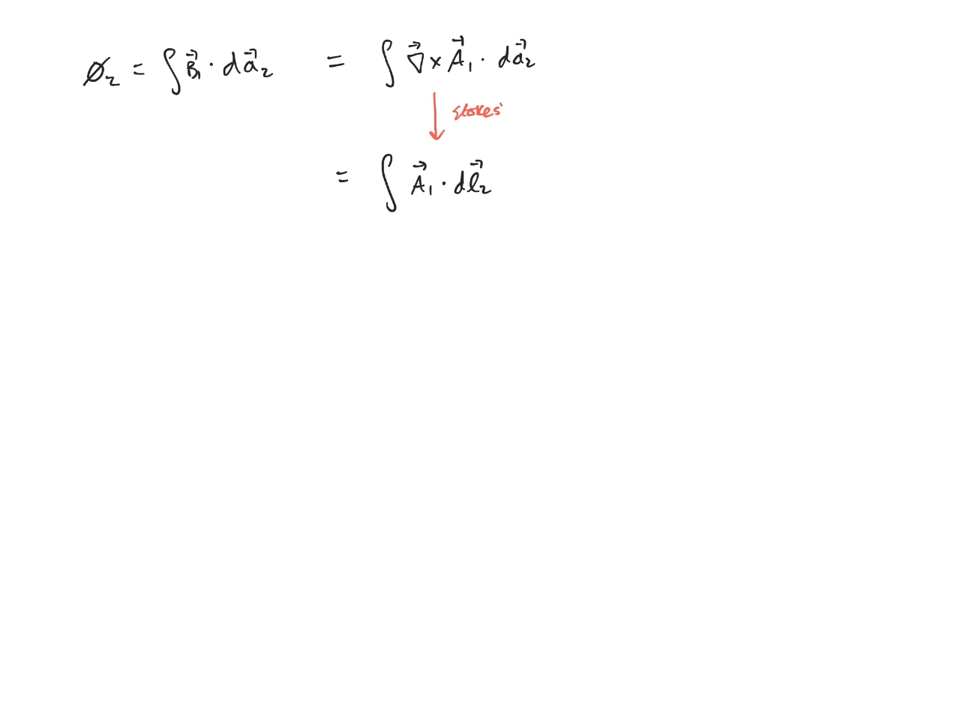 ∅₂ = ∫ B⃗₁ · da⃗₂ = ∫ ∇⃗ × A⃗₁ · da⃗₂
↓ stokes'
= ∫ A⃗₁ · dl⃗₂